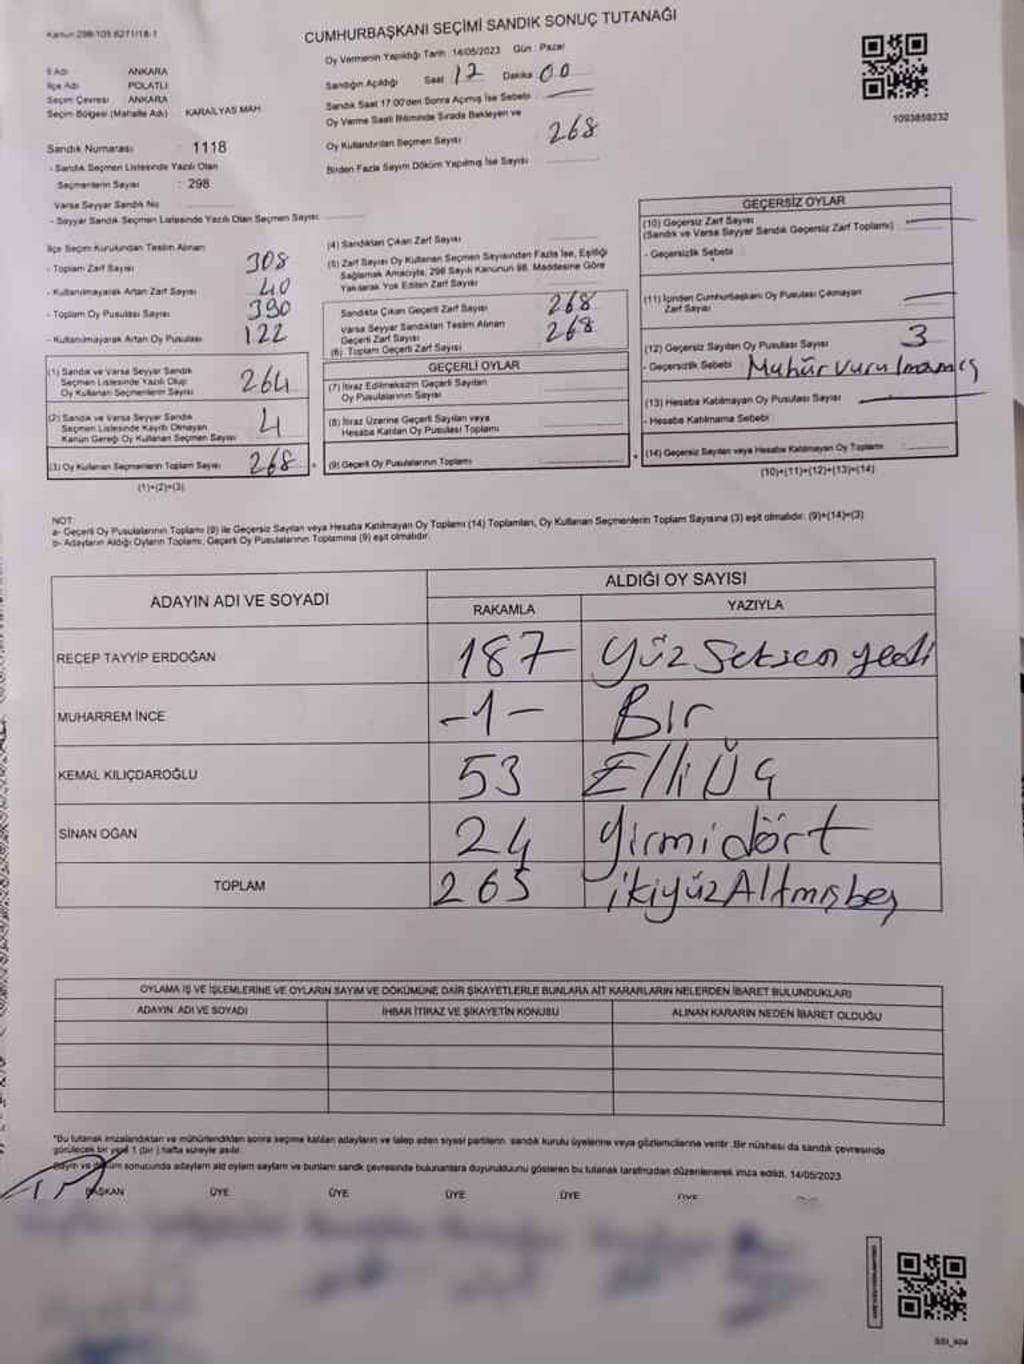 Kanun 298/105 6271/18-1
CUMHURBAŞKANI SEÇİMİ SANDIK SONUÇ TUTANAĞI
Oy Vermenin Yapıldığı Tarih : 14/05/2023 Gün : Pazar
İl Adı ANKARA
İlçe Adı POLATLI
Seçim Çevresi ANKARA
Seçim Bölgesi (Mahalle Adı) KARAİLYAS MAH
Sandığın Açıldığı Saat 12 Dakika 00
Sandık Saat 17.00'den Sonra Açılmış İse Sebebi
Oy Verme Saati Bitiminde Sırada Bekleyen ve
Oy Kullandırılan Seçmen Sayısı 268
Birden Fazla Sayım Döküm Yapılmış İse Sayısı
1093859232
Sandık Numarası : 1118
- Sandık Seçmen Listesinde Yazılı Olan
Seçmenlerin Sayısı : 298
Varsa Seyyar Sandık No
- Seyyar Sandık Seçmen Listesinde Yazılı Olan Seçmen Sayısı:
İlçe Seçim Kurulundan Teslim Alınan
- Toplam Zarf Sayısı 308
- Kullanılmayarak Artan Zarf Sayısı 40
- Toplam Oy Pusulası Sayısı 390
- Kullanılmayarak Artan Oy Pusulası 122
(1) Sandık ve Varsa Seyyar Sandık
Seçmen Listesinde Yazılı Olup
Oy Kullanan Seçmenlerin Sayısı 264
(2) Sandık ve Varsa Seyyar Sandık
Seçmen Listesinde Kayıtlı Olmayan
Kanun Gereği Oy Kullanan Seçmen Sayısı 4
(3) Oy Kullanan Seçmenlerin Toplam Sayısı 268
(1)+(2)=(3)
(4) Sandıktan Çıkan Zarf Sayısı
(5) Zarf Sayısı Oy Kullanan Seçmen Sayısından Fazla İse, Eşitliği
Sağlamak Amacıyla, 298 Sayılı Kanunun 98. Maddesine Göre
Yakılarak Yok Edilen Zarf Sayısı
Sandıkta Çıkan Geçerli Zarf Sayısı 268
Varsa Seyyar Sandıktan Teslim Alınan
Geçerli Zarf Sayısı 268
(6) Toplam Geçerli Zarf Sayısı
GEÇERLİ OYLAR
(7) İtiraz Edilmeksizin Geçerli Sayılan
Oy Pusulalarının Sayısı
(8) İtiraz Üzerine Geçerli Sayılan veya
Hesaba Katılan Oy Pusulası Toplamı
(9) Geçerli Oy Pusulalarının Toplamı
GEÇERSİZ OYLAR
(10) Geçersiz Zarf Sayısı
(Sandık ve Varsa Seyyar Sandık Geçersiz Zarf Toplamı)
- Geçersizlik Sebebi
(11) İçinden Cumhurbaşkanı Oy Pusulası Çıkmayan
Zarf Sayısı
(12) Geçersiz Sayılan Oy Pusulası Sayısı 3
- Geçersizlik Sebebi Muhür Vurulmamış
(13) Hesaba Katılmayan Oy Pusulası Sayısı
- Hesaba Katılmama Sebebi
(14) Geçersiz Sayılan veya Hesaba Katılmayan Oy Toplamı
(10)+(11)+(12)+(13)=(14)
NOT
a- Geçerli Oy Pusulalarının Toplamı (9) ile Geçersiz Sayılan veya Hesaba Katılmayan Oy Toplamı (14) Toplamları, Oy Kullanan Seçmenlerin Toplam Sayısına (3) eşit olmalıdır. (9)+(14)=(3)
b- Adayların Aldığı Oyların Toplamı, Geçerli Oy Pusulalarının Toplamına (9) eşit olmalıdır.
ADAYIN ADI VE SOYADI ALDIĞI OY SAYISI
RAKAMLA YAZIYLA
RECEP TAYYİP ERDOĞAN 187 Yüz Seksen yedi
MUHARREM İNCE -1- Bir
KEMAL KILIÇDAROĞLU 53 Elli Üç
SİNAN OĞAN 24 Yirmi dört
TOPLAM 265 ikiyüz Altmışbeş
OYLAMA İŞ VE İŞLEMLERİNE VE OYLARIN SAYIM VE DÖKÜMÜNE DAİR ŞİKAYETLERLE BUNLARA AİT KARARLARIN NELERDEN İBARET BULUNDUKLARI
ADAYIN ADI VE SOYADI İHBAR İTİRAZ VE ŞİKAYETİN KONUSU ALINAN KARARIN NEDEN İBARET OLDUĞU
"Bu tutanak imzalandıktan ve mühürlendikten sonra seçime katılan adayların ve talep eden siyasi partilerin sandık kurulu üyelerine veya gözlemcilerine verilir. Bir nüshası da sandık çevresinde
görülecek bir yere 1 (bir) hafta süreyle asılır.
Sayım ve döküm sonucunda adayların aldığı oyların sayıları ve bunların sandık çevresinde bulunanlara duyurulduğunu gösteren bu tutanak tarafımızdan düzenlenerek imza edildi. 14/05/2023
BAŞKAN ÜYE ÜYE ÜYE ÜYE ÜYE